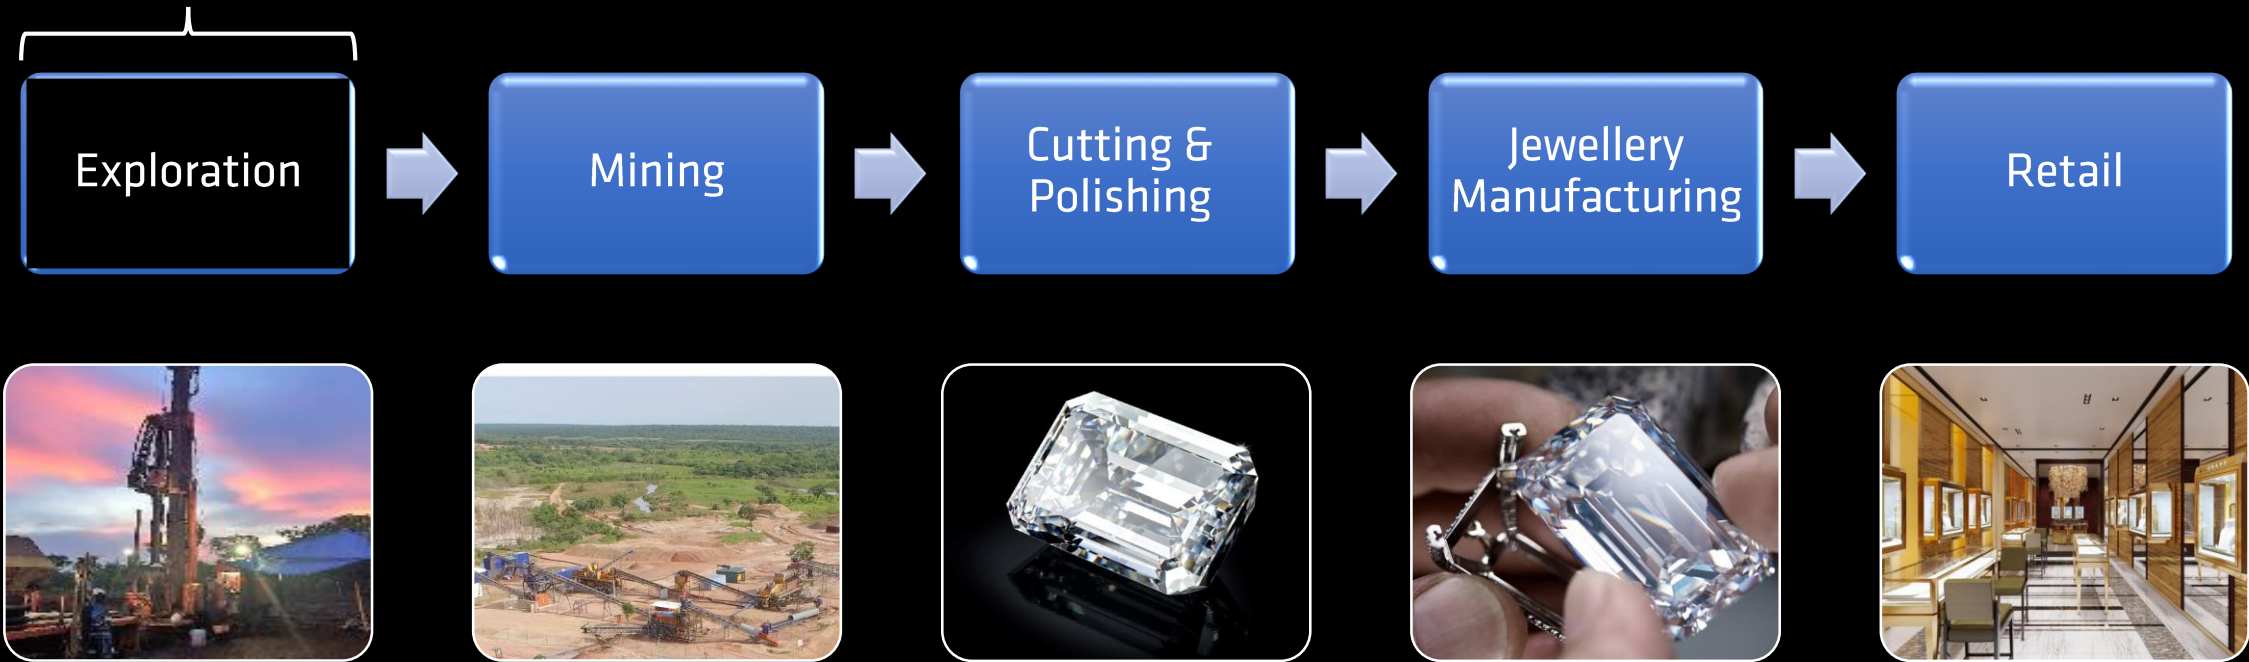 Exploration
Mining
Cutting &
Polishing
Jewellery
Manufacturing
Retail